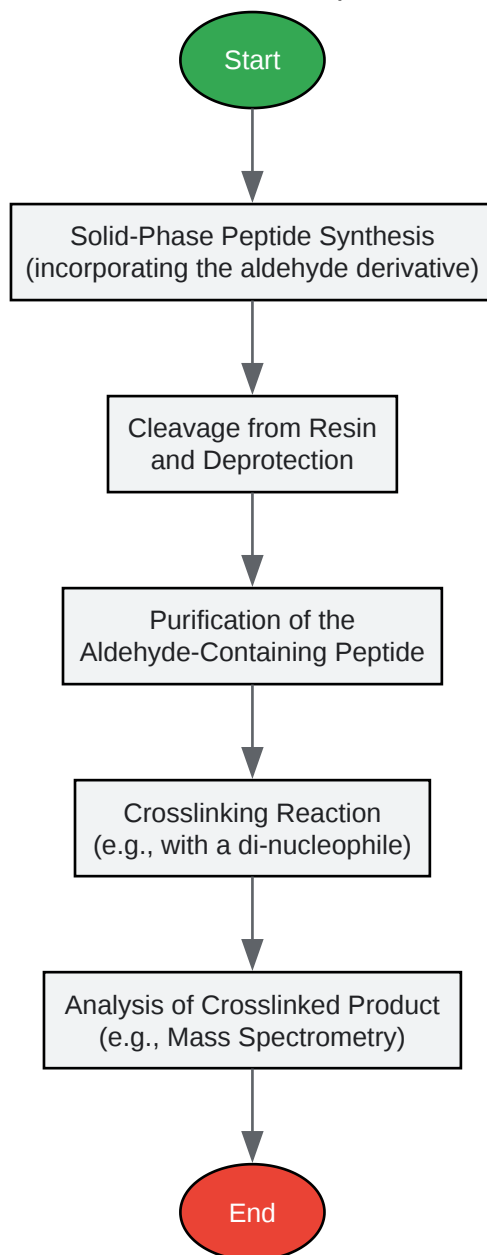 Start
Solid-Phase Peptide Synthesis
(incorporating the aldehyde derivative)
Cleavage from Resin
and Deprotection
Purification of the
Aldehyde-Containing Peptide
Crosslinking Reaction
(e.g., with a di-nucleophile)
Analysis of Crosslinked Product
(e.g., Mass Spectrometry)
End